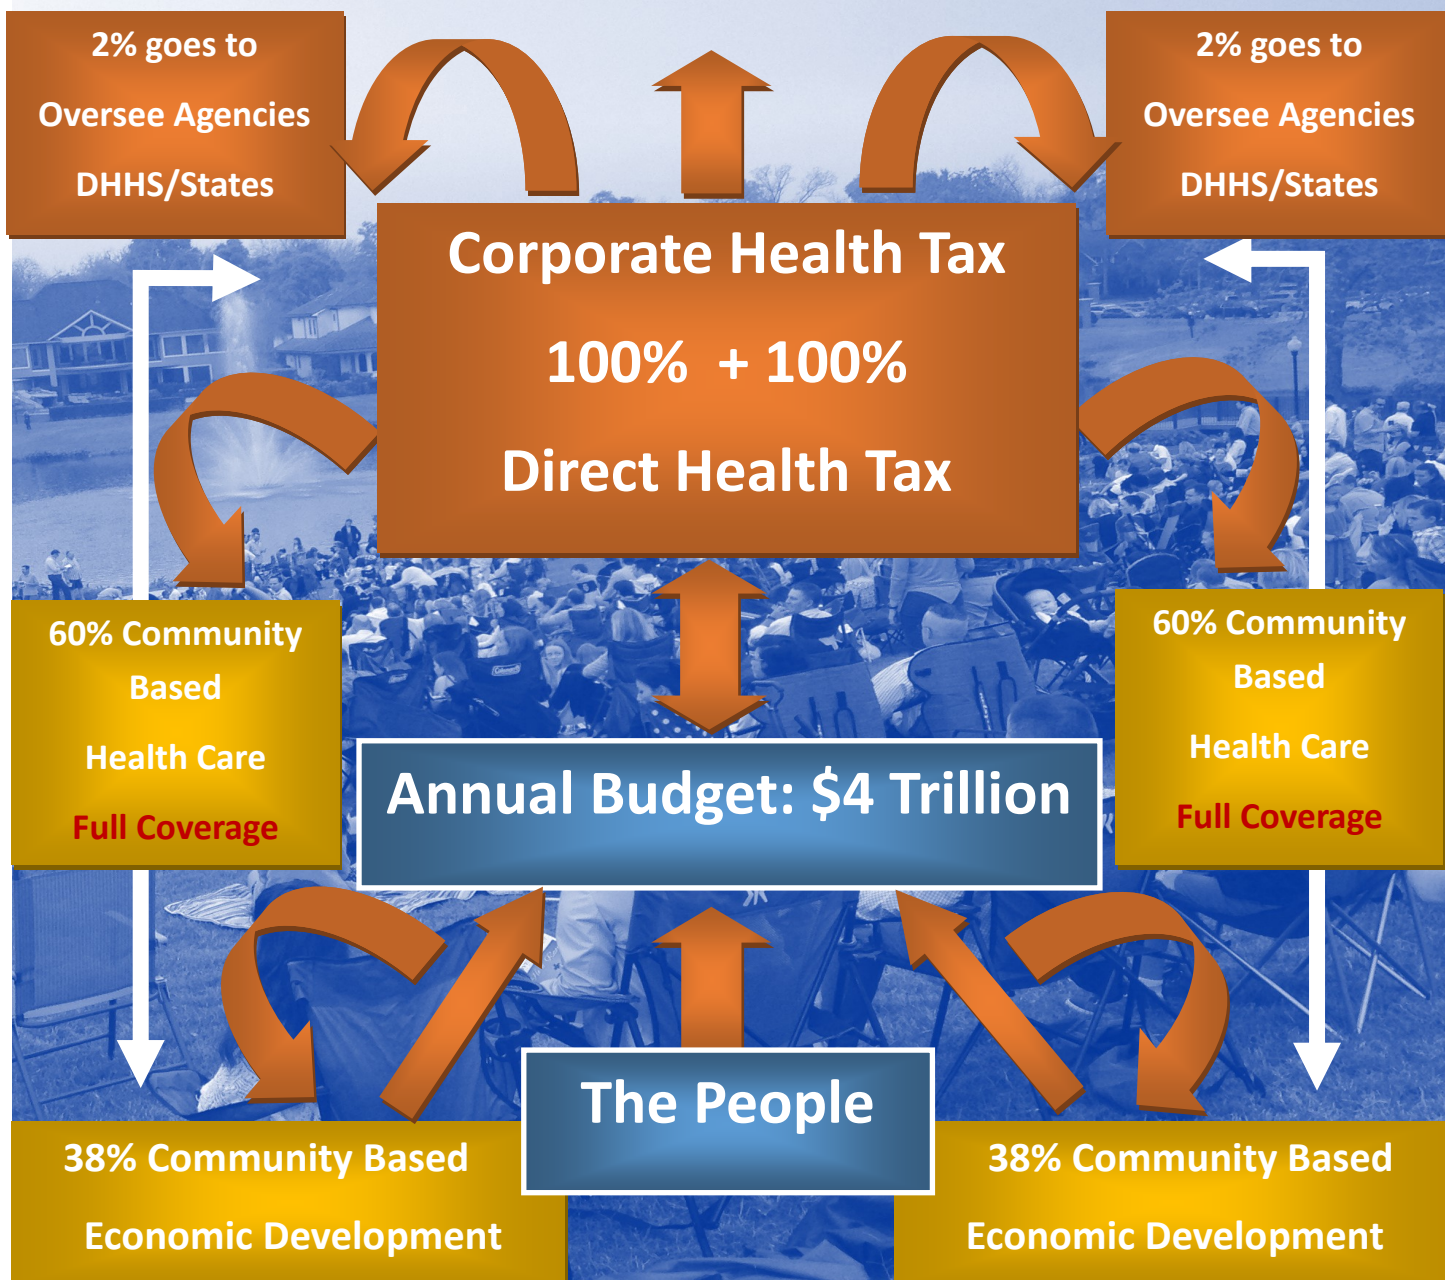 2% goes to
Oversee Agencies
DHHS/States
2% goes to
Oversee Agencies
DHHS/States
Corporate Health Tax
100% + 100%
Direct Health Tax
60% Community
Based
Health Care
Full Coverage
60% Community
Based
Health Care
Full Coverage
Coleman
Annual Budget: $4 Trillion
The People
38% Community Based
Economic Development
38% Community Based
Economic Development